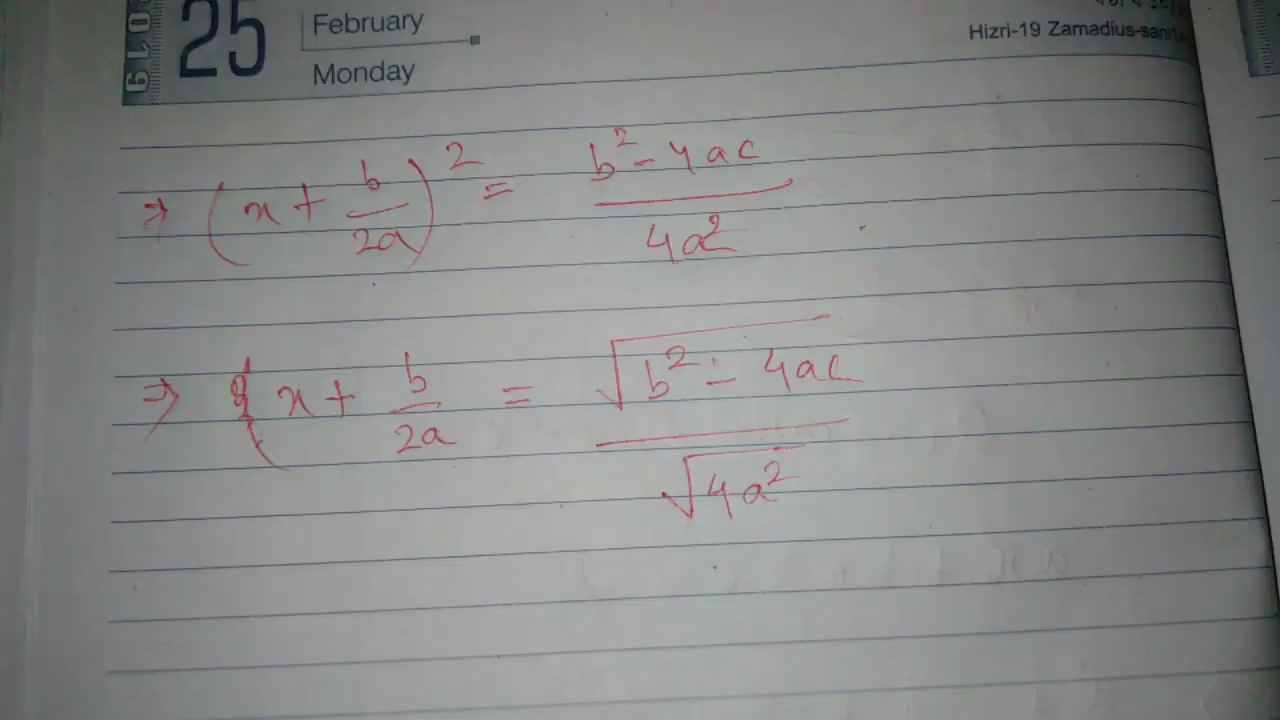 2019
25
February
Monday
Hizri-19 Zamadius-sani
⇒ (x + b/2a)² = b² - 4ac / 4a²
⇒ x + b/2a = √b² - 4ac / √4a²